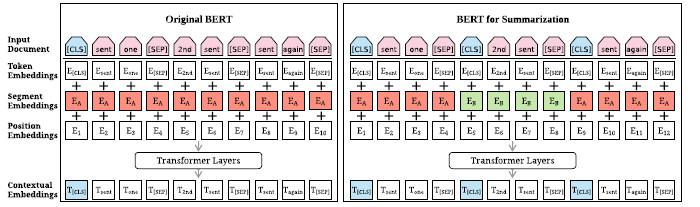 Original BERT
BERT for Summarization
Input Document
[CLS] sent one [SEP] 2nd sent [SEP] sent again [SEP]
[CLS] sent one [SEP] [CLS] 2nd sent [SEP] [CLS] sent again [SEP]
Token Embeddings
E[CLS] + Esent + Eone + E[SEP] + E2nd + Esent + E[SEP] + Esent + Eagain + E[SEP] +
E[CLS] + Esent + Eone + E[SEP] + E[CLS] + E2nd + Esent + E[SEP] + E[CLS] + Esent + Eagain + E[SEP] +
Segment Embeddings
EA + EA + EA + EA + EA + EA + EA + EA + EA + EA +
EA + EA + EA + EA + EB + EB + EB + EB + EA + EA + EA + EA +
Position Embeddings
E1 E2 E3 E4 E5 E6 E7 E8 E9 E10
E1 E2 E3 E4 E5 E6 E7 E8 E9 E10 E11 E12
Transformer Layers
Transformer Layers
Contextual Embeddings
T[CLS] Tsent Tone T[SEP] T2nd Tsent T[SEP] Tsent Tagain T[SEP]
T[CLS] Tsent Tone T[SEP] T[CLS] T2nd Tsent T[SEP] T[CLS] Tsent Tagain T[SEP]